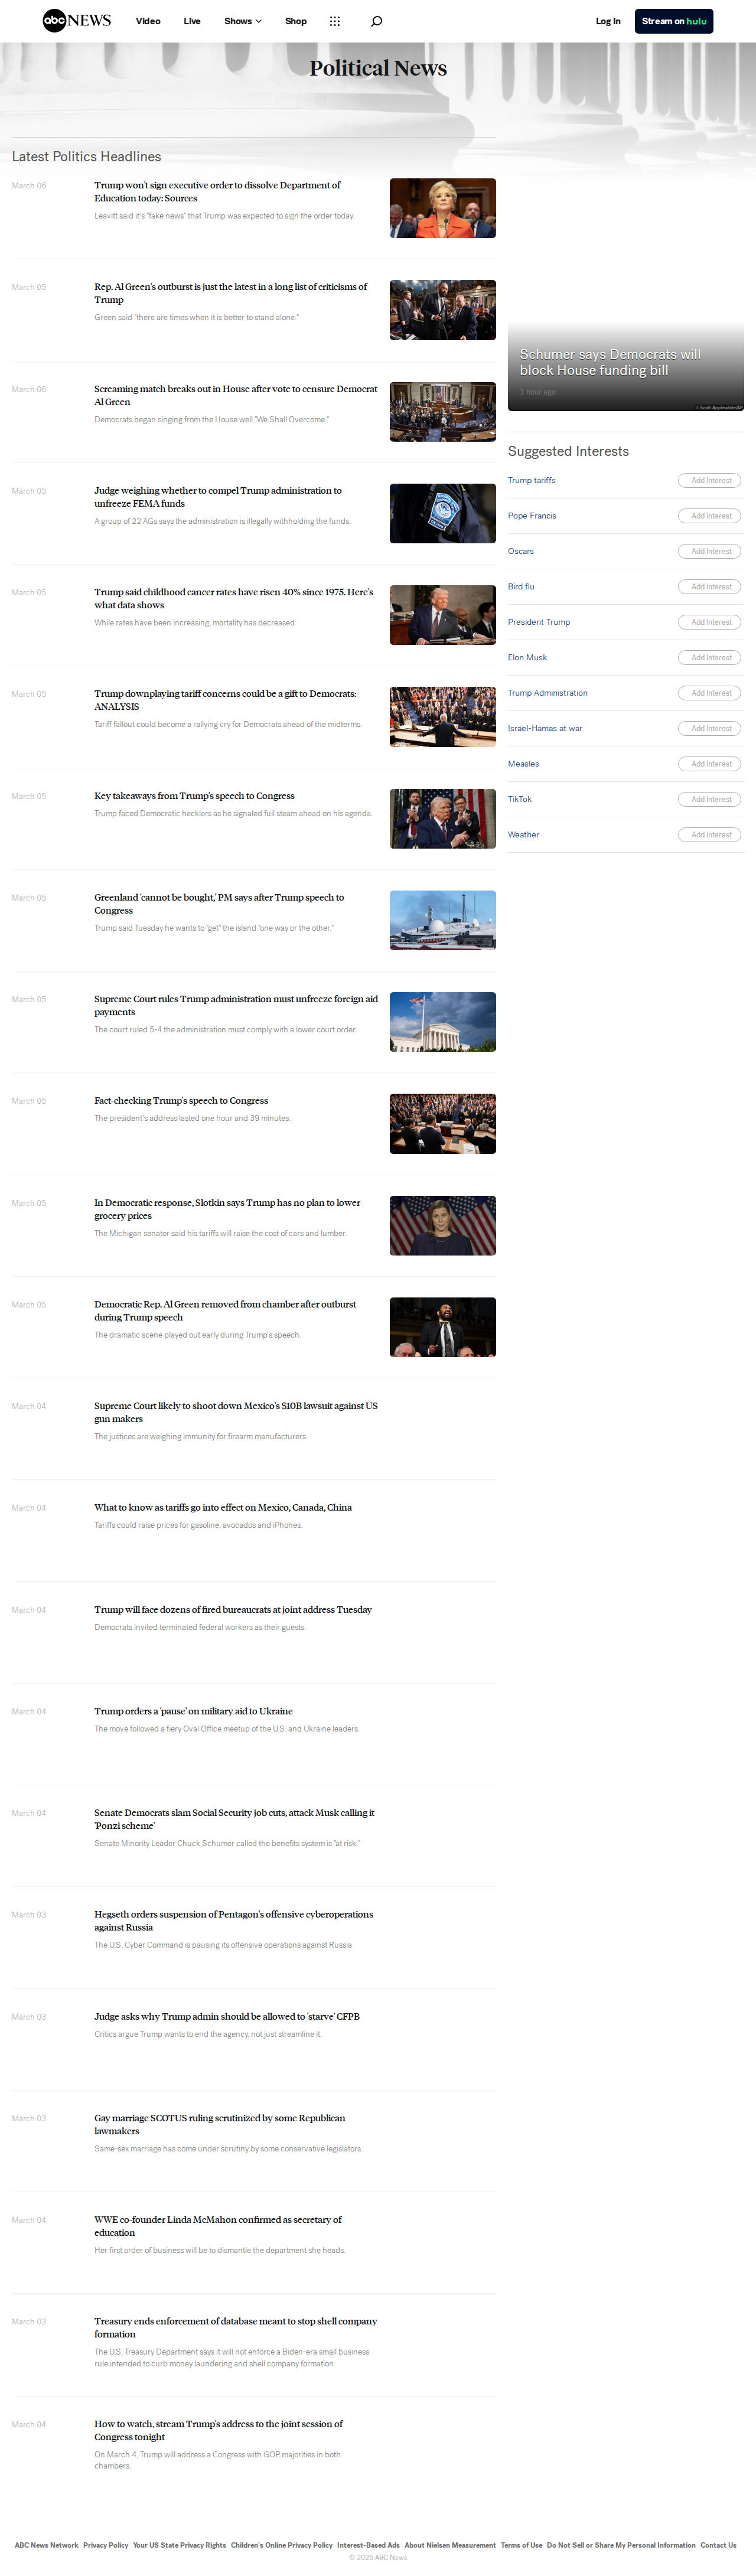 abc NEWS
Video
Live
Shows
Shop
Log In
Stream on hulu
Political News
Latest Politics Headlines
March 06
Trump won't sign executive order to dissolve Department of
Education today: Sources
Leavitt said it's "fake news" that Trump was expected to sign the order today.
March 05
Rep. Al Green's outburst is just the latest in a long list of criticisms of
Trump
Green said "there are times when it is better to stand alone."
March 06
Screaming match breaks out in House after vote to censure Democrat
Al Green
Democrats began singing from the House well "We Shall Overcome."
March 05
Judge weighing whether to compel Trump administration to
unfreeze FEMA funds
A group of 22 AGs says the administration is illegally withholding the funds.
March 05
Trump said childhood cancer rates have risen 40% since 1975. Here's
what data shows
While rates have been increasing, mortality has decreased.
March 05
Trump downplaying tariff concerns could be a gift to Democrats:
ANALYSIS
Tariff fallout could become a rallying cry for Democrats ahead of the midterms.
March 05
Key takeaways from Trump's speech to Congress
Trump faced Democratic hecklers as he signaled full steam ahead on his agenda.
March 05
Greenland 'cannot be bought,' PM says after Trump speech to
Congress
Trump said Tuesday he wants to "get" the island "one way or the other."
March 05
Supreme Court rules Trump administration must unfreeze foreign aid
payments
The court ruled 5-4 the administration must comply with a lower court order.
March 05
Fact-checking Trump's speech to Congress
The president's address lasted one hour and 39 minutes.
March 05
In Democratic response, Slotkin says Trump has no plan to lower
grocery prices
The Michigan senator said his tariffs will raise the cost of cars and lumber.
March 05
Democratic Rep. Al Green removed from chamber after outburst
during Trump speech
The dramatic scene played out early during Trump's speech.
March 04
Supreme Court likely to shoot down Mexico's $10B lawsuit against US
gun makers
The justices are weighing immunity for firearm manufacturers.
March 04
What to know as tariffs go into effect on Mexico, Canada, China
Tariffs could raise prices for gasoline, avocados and iPhones.
March 04
Trump will face dozens of fired bureaucrats at joint address Tuesday
Democrats invited terminated federal workers as their guests.
March 04
Trump orders a 'pause' on military aid to Ukraine
The move followed a fiery Oval Office meetup of the U.S. and Ukraine leaders.
March 04
Senate Democrats slam Social Security job cuts, attack Musk calling it
'Ponzi scheme'
Senate Minority Leader Chuck Schumer called the benefits system is "at risk."
March 03
Hegseth orders suspension of Pentagon's offensive cyberoperations
against Russia
The U.S. Cyber Command is pausing its offensive operations against Russia
March 03
Judge asks why Trump admin should be allowed to 'starve' CFPB
Critics argue Trump wants to end the agency, not just streamline it.
March 03
Gay marriage SCOTUS ruling scrutinized by some Republican
lawmakers
Same-sex marriage has come under scrutiny by some conservative legislators.
March 04
WWE co-founder Linda McMahon confirmed as secretary of
education
Her first order of business will be to dismantle the department she heads.
March 03
Treasury ends enforcement of database meant to stop shell company
formation
The U.S. Treasury Department says it will not enforce a Biden-era small business
rule intended to curb money laundering and shell company formation
March 04
How to watch, stream Trump's address to the joint session of
Congress tonight
On March 4, Trump will address a Congress with GOP majorities in both
chambers.
Schumer says Democrats will
block House funding bill
1 hour ago
J. Scott Applewhite/AP
Suggested Interests
Trump tariffs
Add Interest
Pope Francis
Add Interest
Oscars
Add Interest
Bird flu
Add Interest
President Trump
Add Interest
Elon Musk
Add Interest
Trump Administration
Add Interest
Israel-Hamas at war
Add Interest
Measles
Add Interest
TikTok
Add Interest
Weather
Add Interest
ABC News Network Privacy Policy Your US State Privacy Rights Children's Online Privacy Policy Interest-Based Ads About Nielsen Measurement Terms of Use Do Not Sell or Share My Personal Information Contact Us
© 2025 ABC News